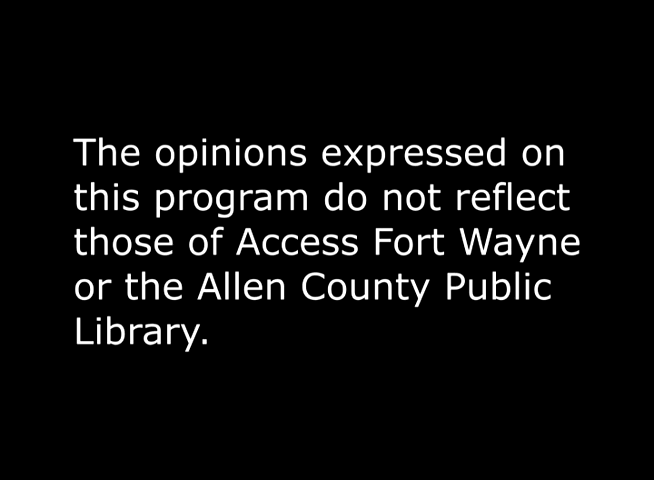 The opinions expressed on
this program do not reflect
those of Access Fort Wayne
or the Allen County Public
Library.